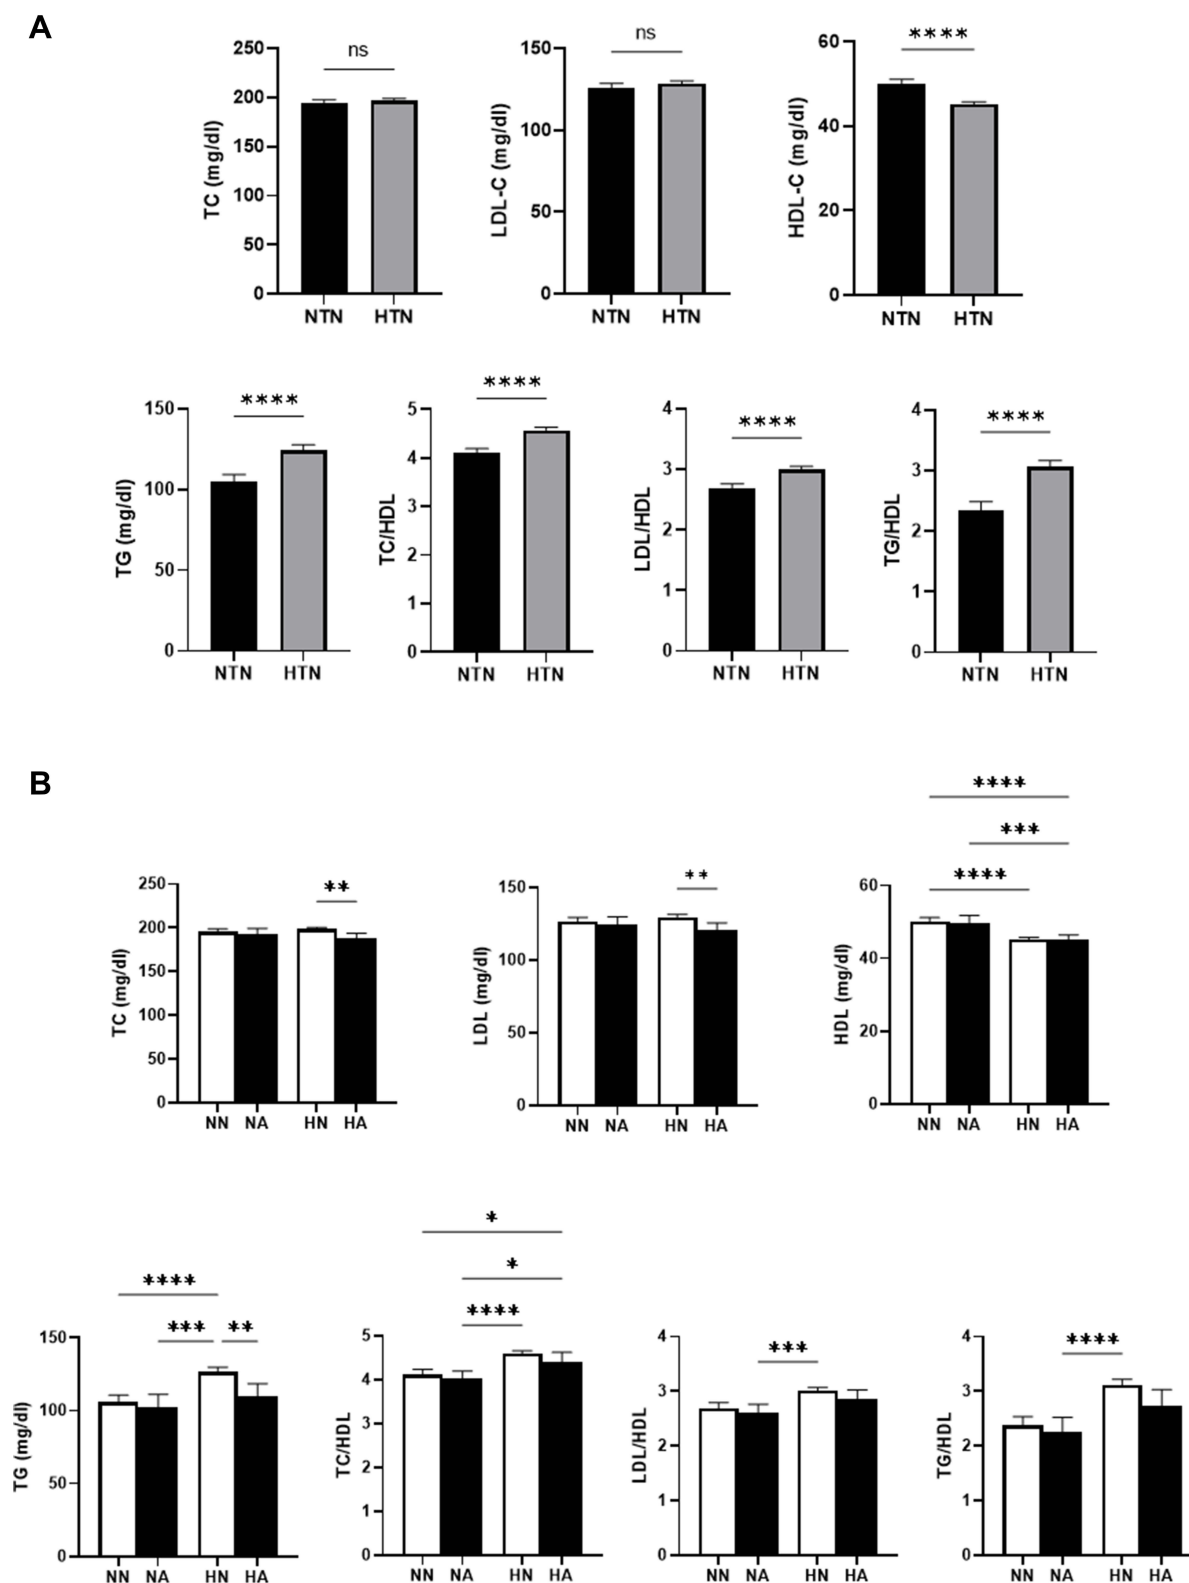 A
TC (mg/dl)
250
200
150
100
50
0
ns
NTN HTN
LDL-C (mg/dl)
150
100
50
0
ns
NTN HTN
HDL-C (mg/dl)
60
40
20
0
****
NTN HTN
TG (mg/dl)
150
100
50
0
****
NTN HTN
TC/HDL
5
4
3
2
1
0
****
NTN HTN
LDL/HDL
4
3
2
1
0
****
NTN HTN
TG/HDL
4
3
2
1
0
****
NTN HTN
B
TC (mg/dl)
250
200
150
100
50
0
**
NN NA HN HA
LDL (mg/dl)
150
100
50
0
**
NN NA HN HA
HDL (mg/dl)
60
40
20
0
****
***
****
NN NA HN HA
TG (mg/dl)
150
100
50
0
****
*** **
NN NA HN HA
TC/HDL
5
4
3
2
1
0
*
*
****
NN NA HN HA
LDL/HDL
4
3
2
1
0
***
NN NA HN HA
TG/HDL
4
3
2
1
0
****
NN NA HN HA